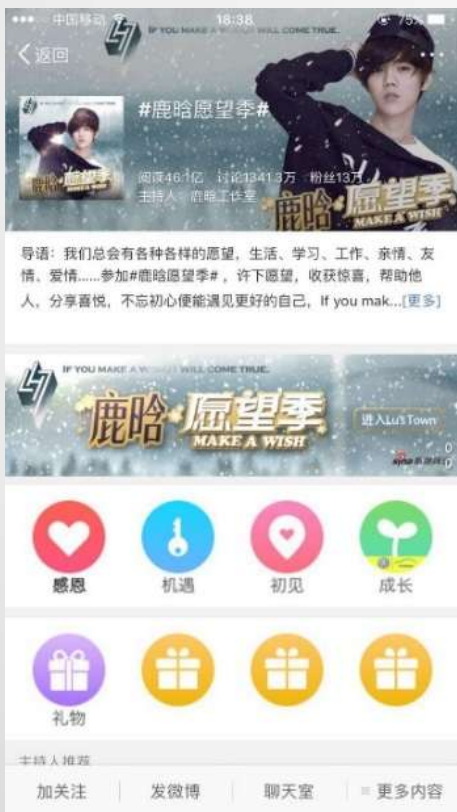 中国移动 18:38 75%
IF YOU MAKE A WISH IT WILL COME TRUE.
返回
#鹿晗愿望季#
鹿晗愿望季
阅读46.1亿 讨论1341.3万 粉丝13万
主持人：鹿晗工作室
鹿晗·愿望季
MAKE A WISH
导语：我们总会有各种各样的愿望，生活、学习、工作、亲情、友
情、爱情......参加#鹿晗愿望季# ，许下愿望，收获惊喜，帮助他
人，分享喜悦，不忘初心便能遇见更好的自己，If you mak...[更多]
鹿晗·愿望季
MAKE A WISH
进入Lu's Town
感恩 机遇 初见 成长
礼物
主持人推荐
加关注 发微博 聊天室 更多内容